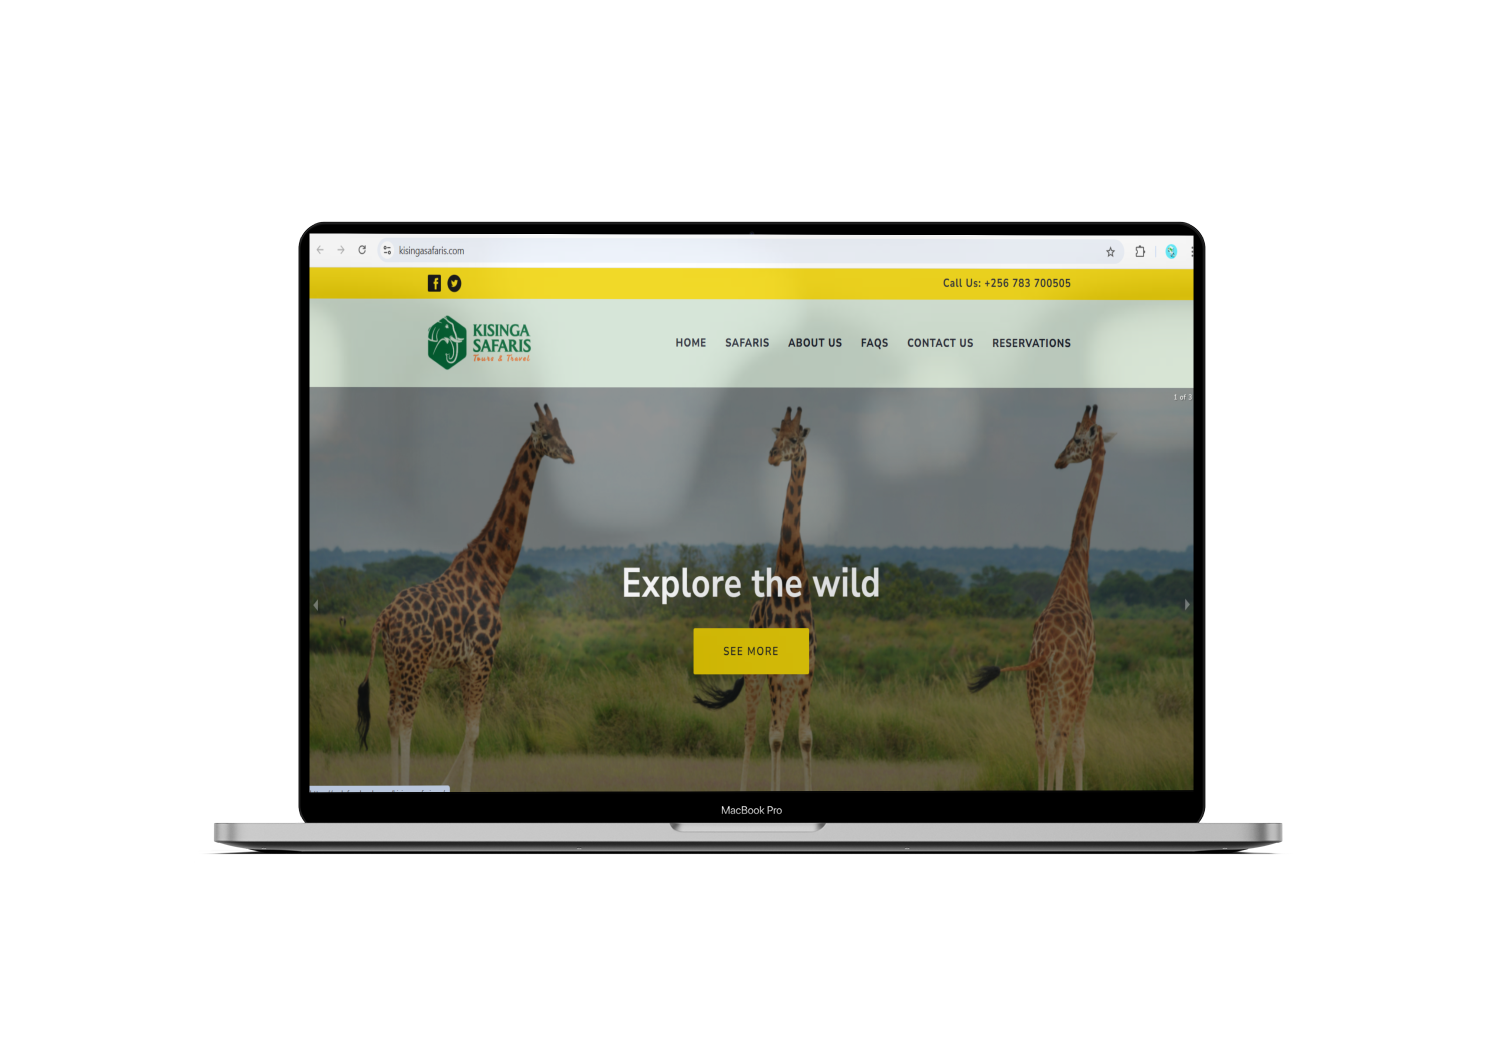 kisingasafaris.com
Call Us: +256 783 700505
KISINGA
SAFARIS
Tours & Travel
HOME SAFARIS ABOUT US FAQS CONTACT US RESERVATIONS
1 of 3
Explore the wild
SEE MORE
MacBook Pro